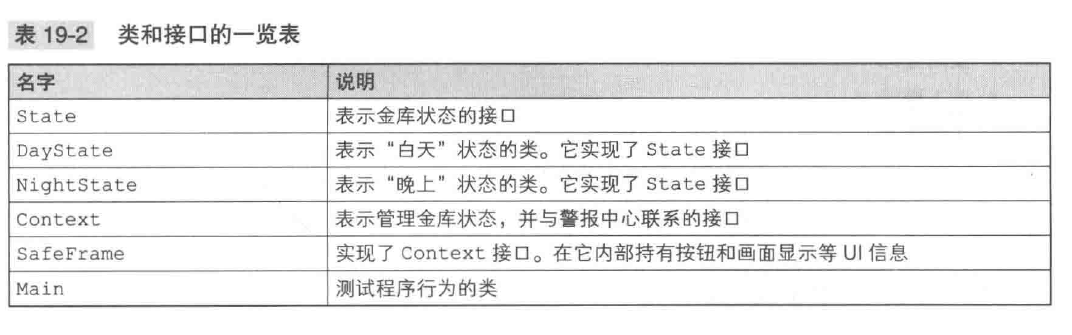 表 19-2 类和接口的一览表
名字 说明
State 表示金库状态的接口
DayState 表示“白天”状态的类。它实现了 State 接口
NightState 表示“晚上”状态的类。它实现了 State 接口
Context 表示管理金库状态，并与警报中心联系的接口
SafeFrame 实现了 Context 接口。在它内部持有按钮和画面显示等 UI 信息
Main 测试程序行为的类